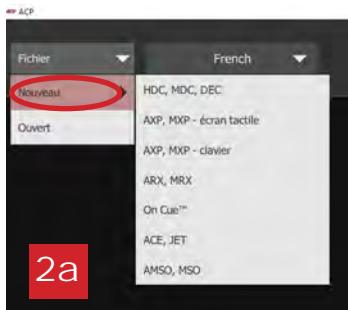 ACP ACP
Fichier French
Nouveau HDC, MDC, DEC
Ouvert AXP, MXP - écran tactile
AXP, MXP - clavier
ARX, MRX
On Cue™
ACE, JET
AMSO, MSO
2a